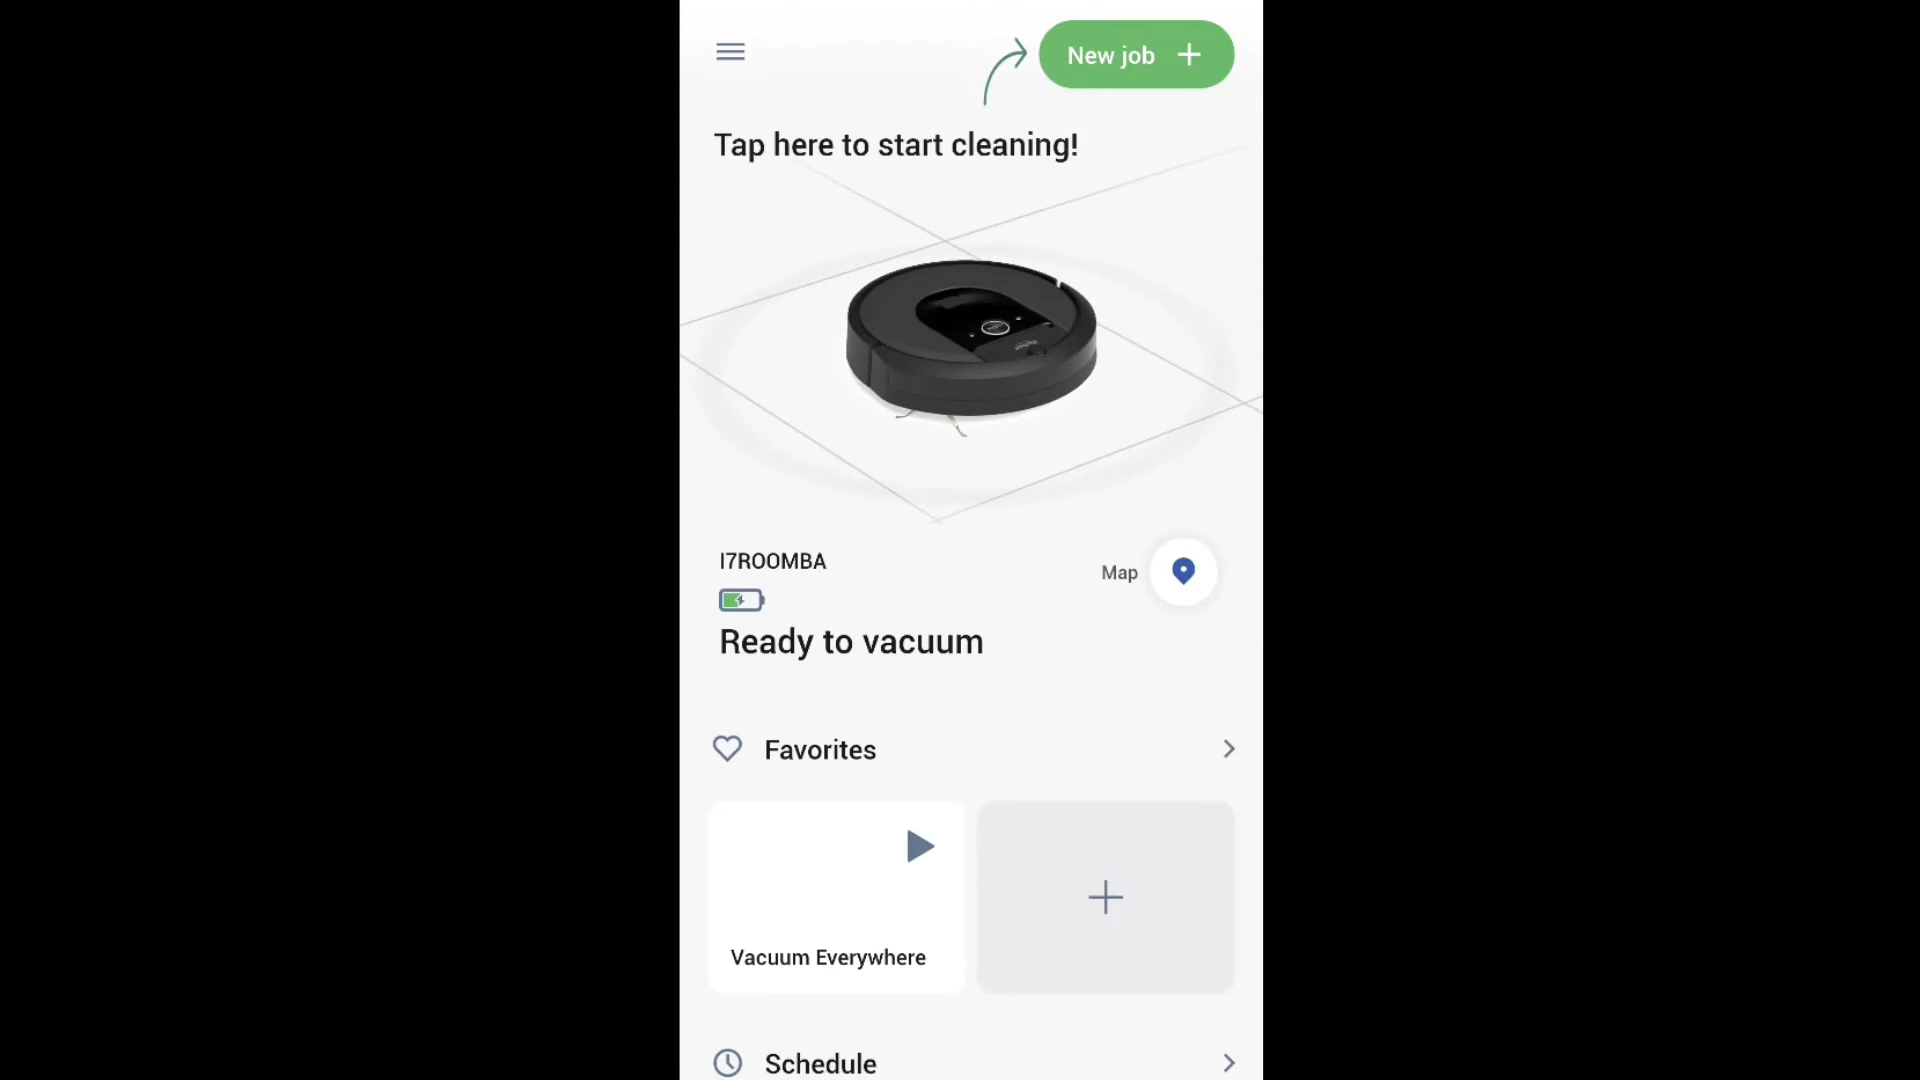 New job
Tap here to start cleaning!
I7ROOMBA
Map
Ready to vacuum
Favorites
Vacuum Everywhere
Schedule